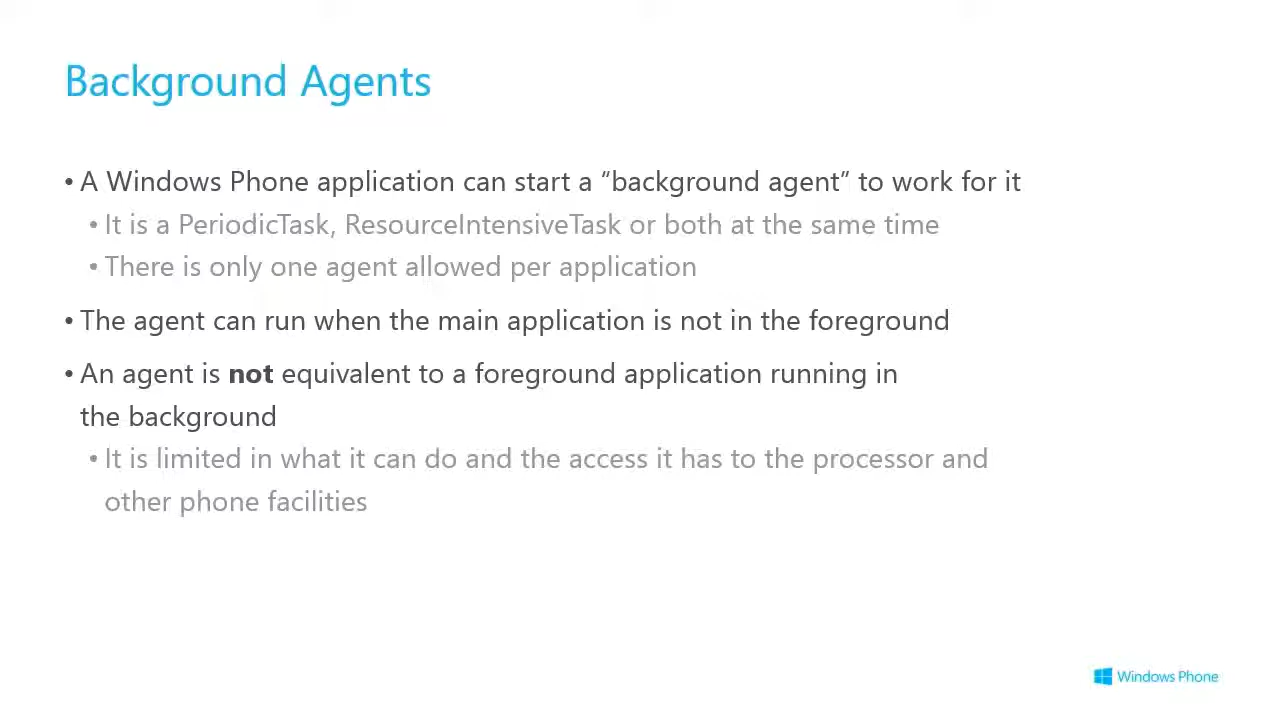 Background Agents
• A Windows Phone application can start a “background agent” to work for it
• It is a PeriodicTask, ResourceIntensiveTask or both at the same time
• There is only one agent allowed per application
• The agent can run when the main application is not in the foreground
• An agent is not equivalent to a foreground application running in
the background
• It is limited in what it can do and the access it has to the processor and
other phone facilities
Windows Phone